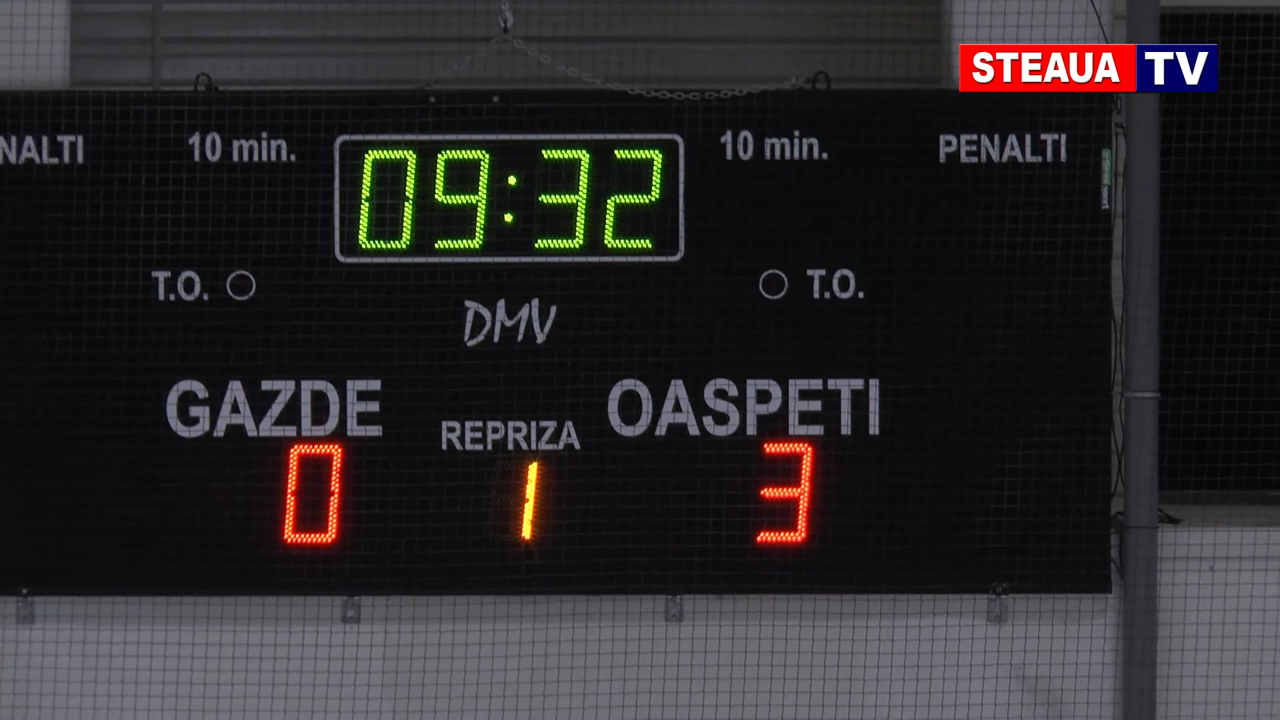 STEAUA TV
NALTI 10 min. 09:32 10 min. PENALTI
T.O. T.O.
DMV
GAZDE REPRIZA OASPETI
0 1 3